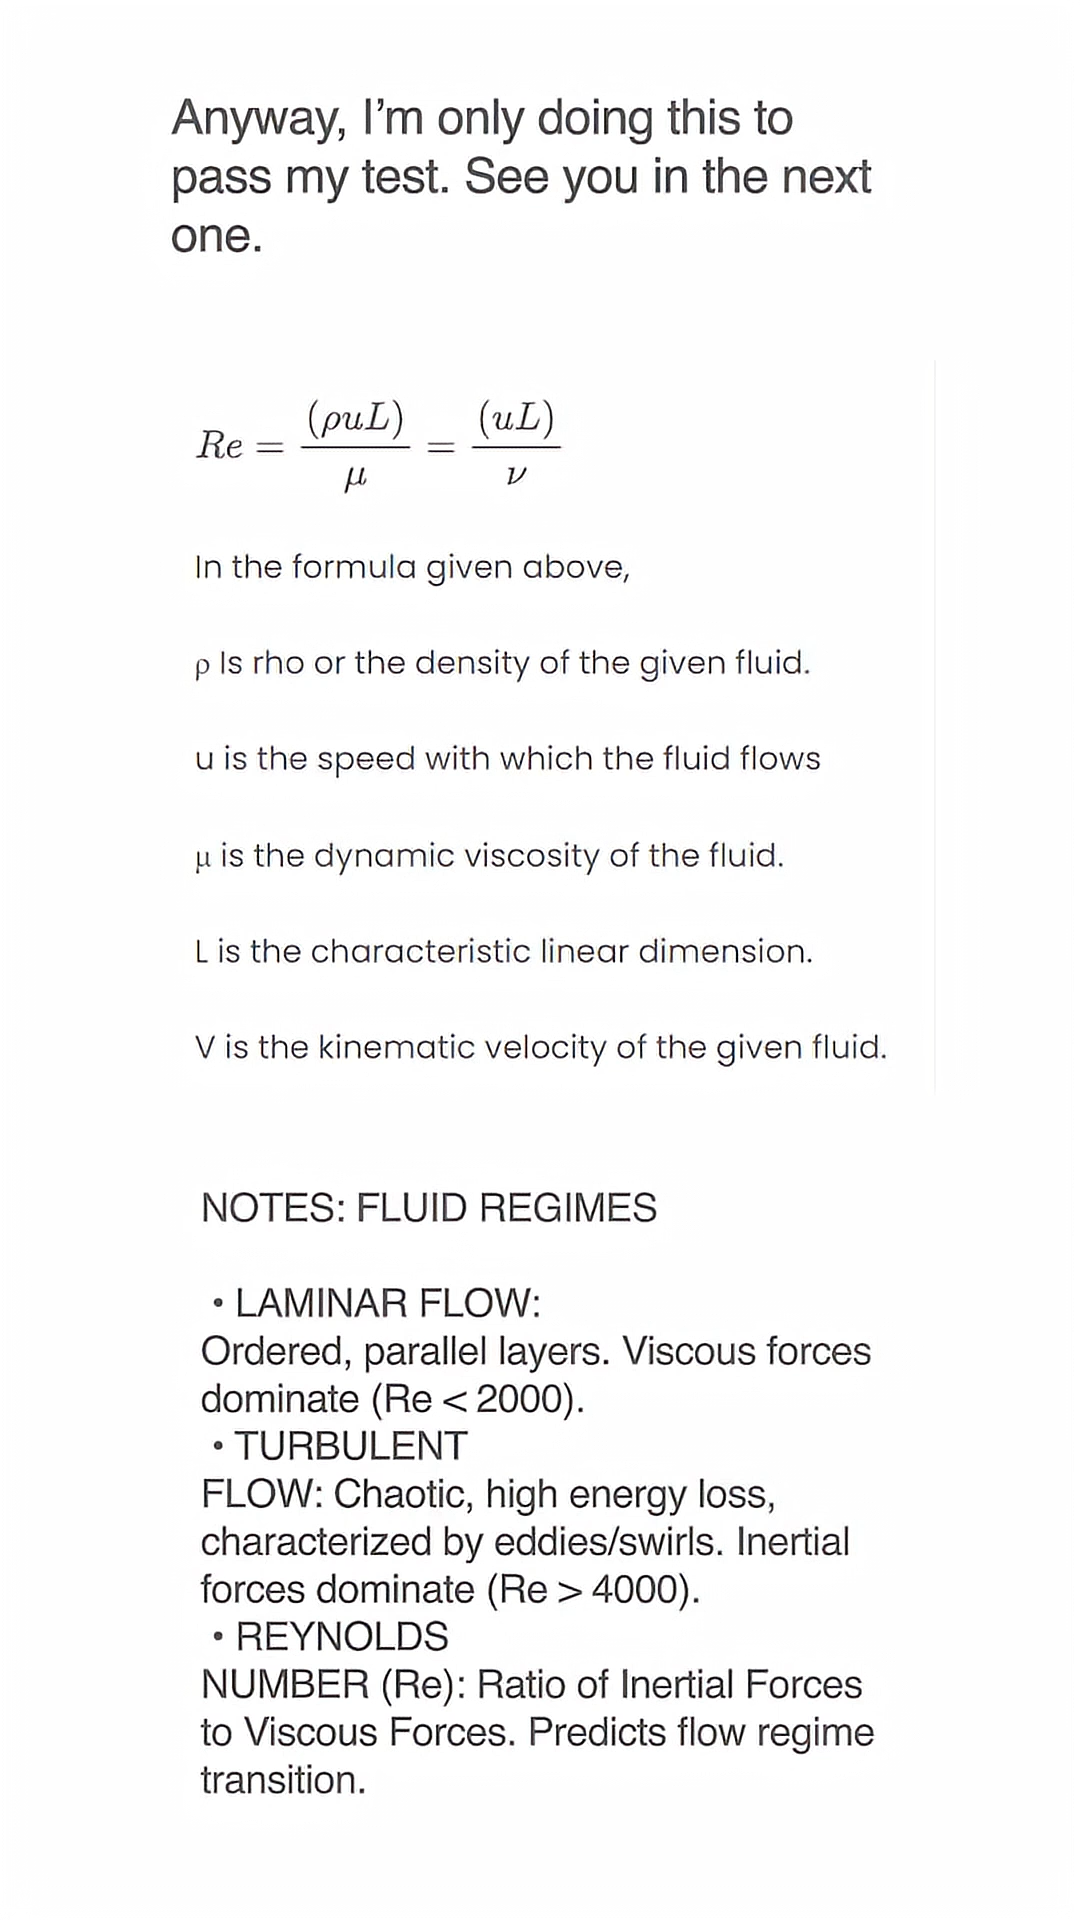 Anyway, I'm only doing this to
pass my test. See you in the next
one.
Re = (ρuL)/μ = (uL)/ν
In the formula given above,
ρ Is rho or the density of the given fluid.
u is the speed with which the fluid flows
μ is the dynamic viscosity of the fluid.
L is the characteristic linear dimension.
V is the kinematic velocity of the given fluid.
NOTES: FLUID REGIMES
• LAMINAR FLOW:
Ordered, parallel layers. Viscous forces
dominate (Re < 2000).
• TURBULENT
FLOW: Chaotic, high energy loss,
characterized by eddies/swirls. Inertial
forces dominate (Re > 4000).
• REYNOLDS
NUMBER (Re): Ratio of Inertial Forces
to Viscous Forces. Predicts flow regime
transition.